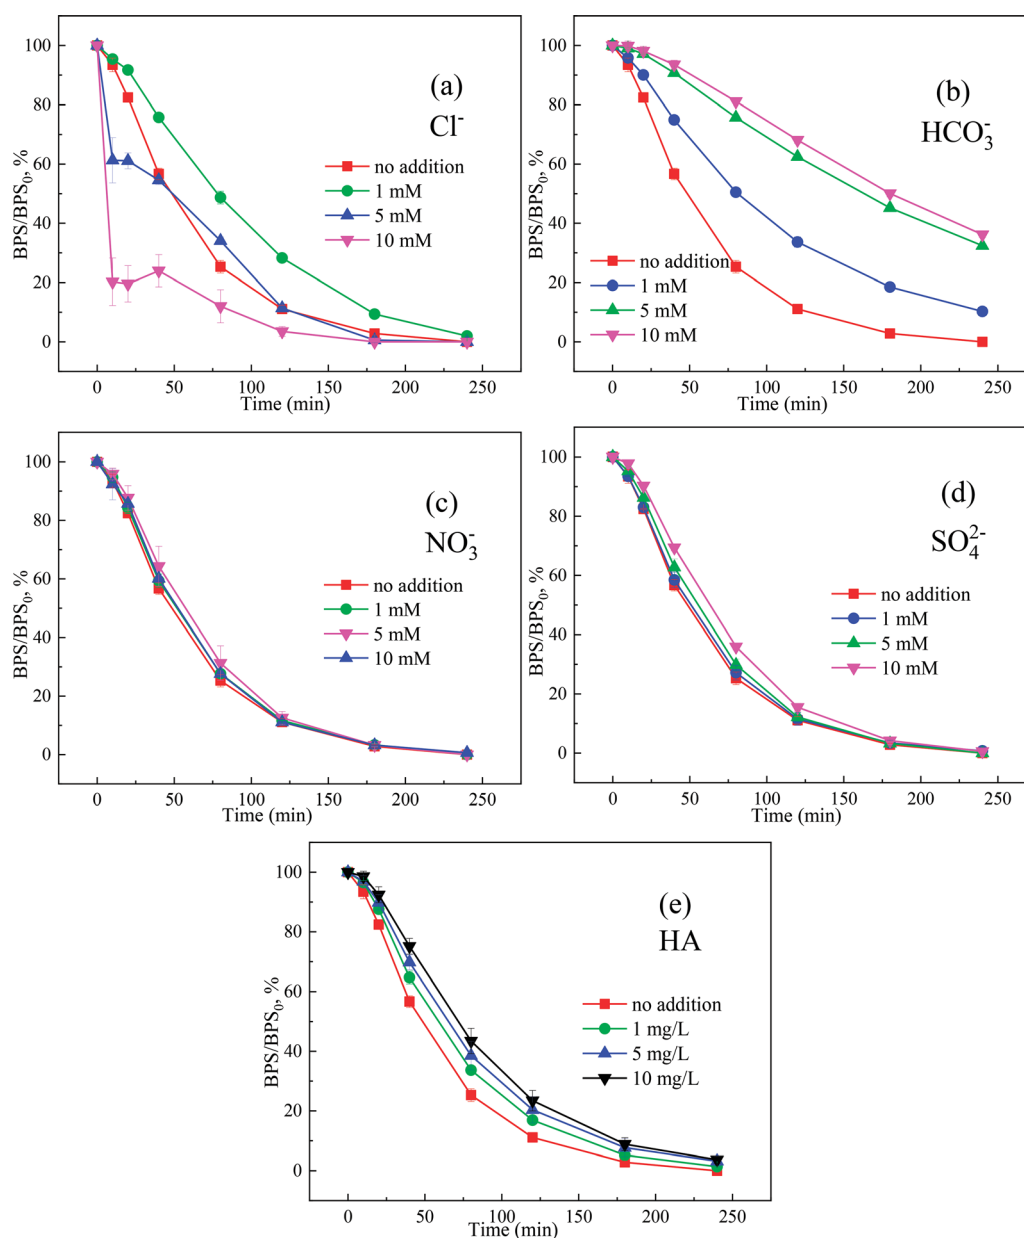 (a)
Cl⁻
no addition
1 mM
5 mM
10 mM
BPS/BPS₀, %
100
80
60
40
20
0
0 50 100 150 200 250
Time (min)
(b)
HCO₃⁻
no addition
1 mM
5 mM
10 mM
BPS/BPS₀, %
100
80
60
40
20
0
0 50 100 150 200 250
Time (min)
(c)
NO₃⁻
no addition
1 mM
5 mM
10 mM
BPS/BPS₀, %
100
80
60
40
20
0
0 50 100 150 200 250
Time (min)
(d)
SO₄²⁻
no addition
1 mM
5 mM
10 mM
BPS/BPS₀, %
100
80
60
40
20
0
0 50 100 150 200 250
Time (min)
(e)
HA
no addition
1 mg/L
5 mg/L
10 mg/L
BPS/BPS₀, %
100
80
60
40
20
0
0 50 100 150 200 250
Time (min)